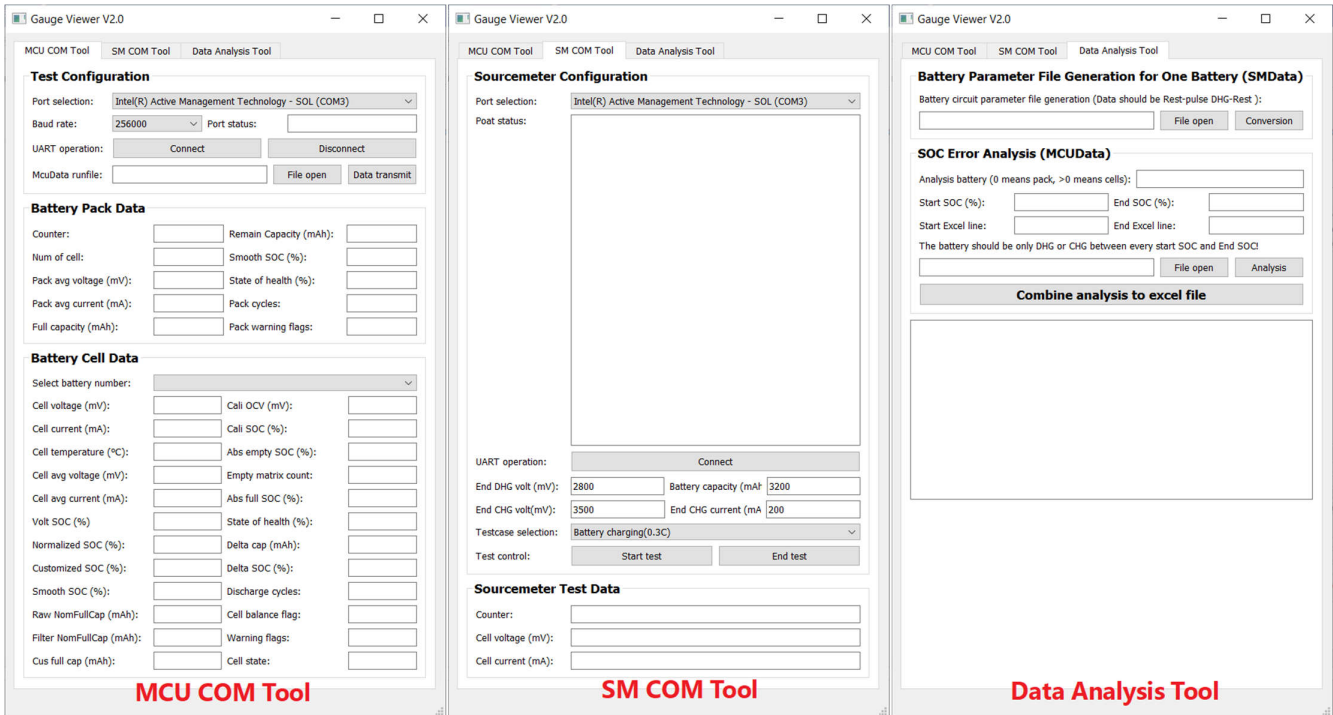 Gauge Viewer V2.0
MCU COM Tool SM COM Tool Data Analysis Tool
Test Configuration
Port selection: Intel(R) Active Management Technology - SOL (COM3)
Baud rate: 256000 Port status:
UART operation: Connect Disconnect
McuData runfile: File open Data transmit
Battery Pack Data
Counter: Remain Capacity (mAh):
Num of cell: Smooth SOC (%):
Pack avg voltage (mV): State of health (%):
Pack avg current (mA): Pack cycles:
Full capacity (mAh): Pack warning flags:
Battery Cell Data
Select battery number:
Cell voltage (mV): Cali OCV (mV):
Cell current (mA): Cali SOC (%):
Cell temperature (ºC): Abs empty SOC (%):
Cell avg voltage (mV): Empty matrix count:
Cell avg current (mA): Abs full SOC (%):
Volt SOC (%) State of health (%):
Normalized SOC (%): Delta cap (mAh):
Customized SOC (%): Delta SOC (%):
Smooth SOC (%): Discharge cycles:
Raw NomFullCap (mAh): Cell balance flag:
Filter NomFullCap (mAh): Warning flags:
Cus full cap (mAh): Cell state:
MCU COM Tool
Gauge Viewer V2.0
MCU COM Tool SM COM Tool Data Analysis Tool
Sourcemeter Configuration
Port selection: Intel(R) Active Management Technology - SOL (COM3)
Poat status:
UART operation: Connect
End DHG volt (mV): 2800 Battery capacity (mAh 3200
End CHG volt(mV): 3500 End CHG current (mA 200
Testcase selection: Battery charging(0.3C)
Test control: Start test End test
Sourcemeter Test Data
Counter:
Cell voltage (mV):
Cell current (mA):
SM COM Tool
Gauge Viewer V2.0
MCU COM Tool SM COM Tool Data Analysis Tool
Battery Parameter File Generation for One Battery (SMData)
Battery circuit parameter file generation (Data should be Rest-pulse DHG-Rest ):
File open Conversion
SOC Error Analysis (MCUData)
Analysis battery (0 means pack, >0 means cells):
Start SOC (%): End SOC (%):
Start Excel line: End Excel line:
The battery should be only DHG or CHG between every start SOC and End SOC!
File open Analysis
Combine analysis to excel file
Data Analysis Tool